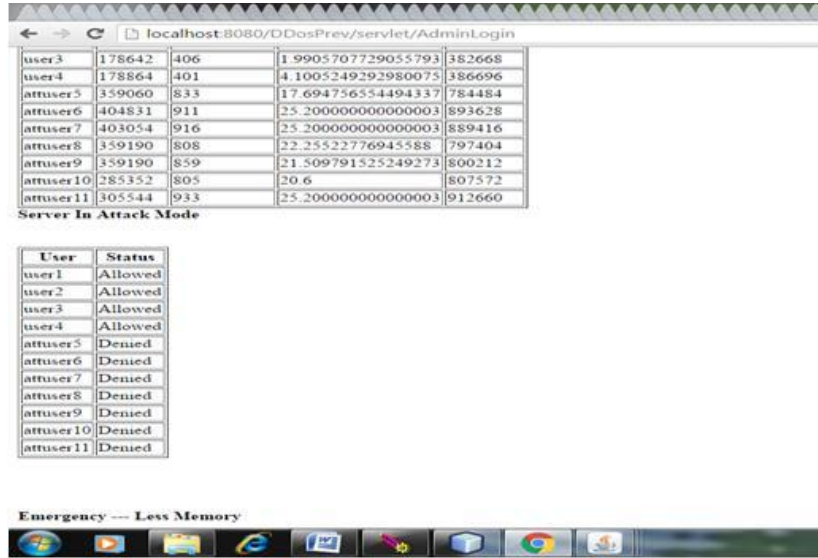 localhost:8080/DDosPrev/servlet/AdminLogin
user3 178642 406 1.9905707729055793 382668
user4 178864 401 4.1005249292980075 386696
attuser5 359060 833 17.694756554494337 784484
attuser6 404831 911 25.200000000000003 893628
attuser7 403054 916 25.200000000000003 889416
attuser8 359190 808 22.25522776945588 797404
attuser9 359190 859 21.509791525249273 800212
attuser10 285352 805 20.6 807572
attuser11 305544 933 25.200000000000003 912660
Server In Attack Mode
User Status
user1 Allowed
user2 Allowed
user3 Allowed
user4 Allowed
attuser5 Denied
attuser6 Denied
attuser7 Denied
attuser8 Denied
attuser9 Denied
attuser10 Denied
attuser11 Denied
Emergency --- Less Memory